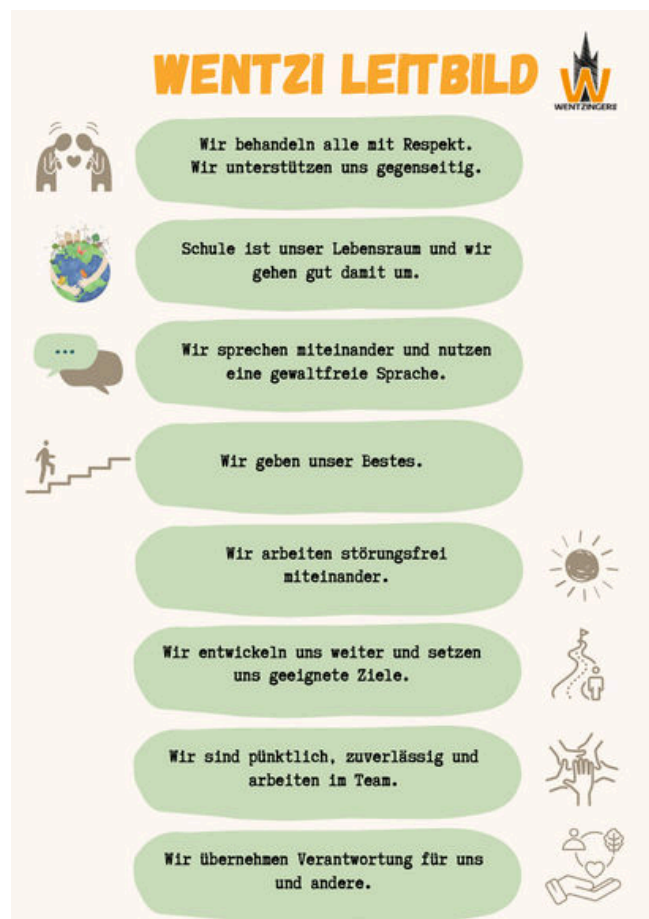 WENTZI LEITBILD
WENTZINGERE
Wir behandeln alle mit Respekt.
Wir unterstützen uns gegenseitig.
Schule ist unser Lebensraum und wir
gehen gut damit um.
Wir sprechen miteinander und nutzen
eine gewaltfreie Sprache.
Wir geben unser Bestes.
Wir arbeiten störungsfrei
miteinander.
Wir entwickeln uns weiter und setzen
uns geeignete Ziele.
Wir sind pünktlich, zuverlässig und
arbeiten im Team.
Wir übernehmen Verantwortung für uns
und andere.